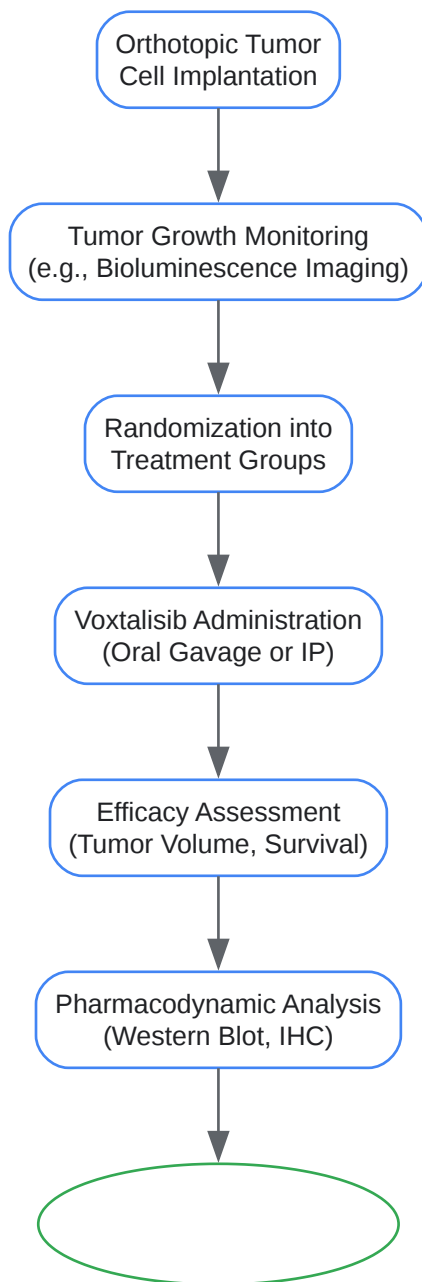 Orthotopic Tumor
Cell Implantation
Tumor Growth Monitoring
(e.g., Bioluminescence Imaging)
Randomization into
Treatment Groups
Voxtalisib Administration
(Oral Gavage or IP)
Efficacy Assessment
(Tumor Volume, Survival)
Pharmacodynamic Analysis
(Western Blot, IHC)